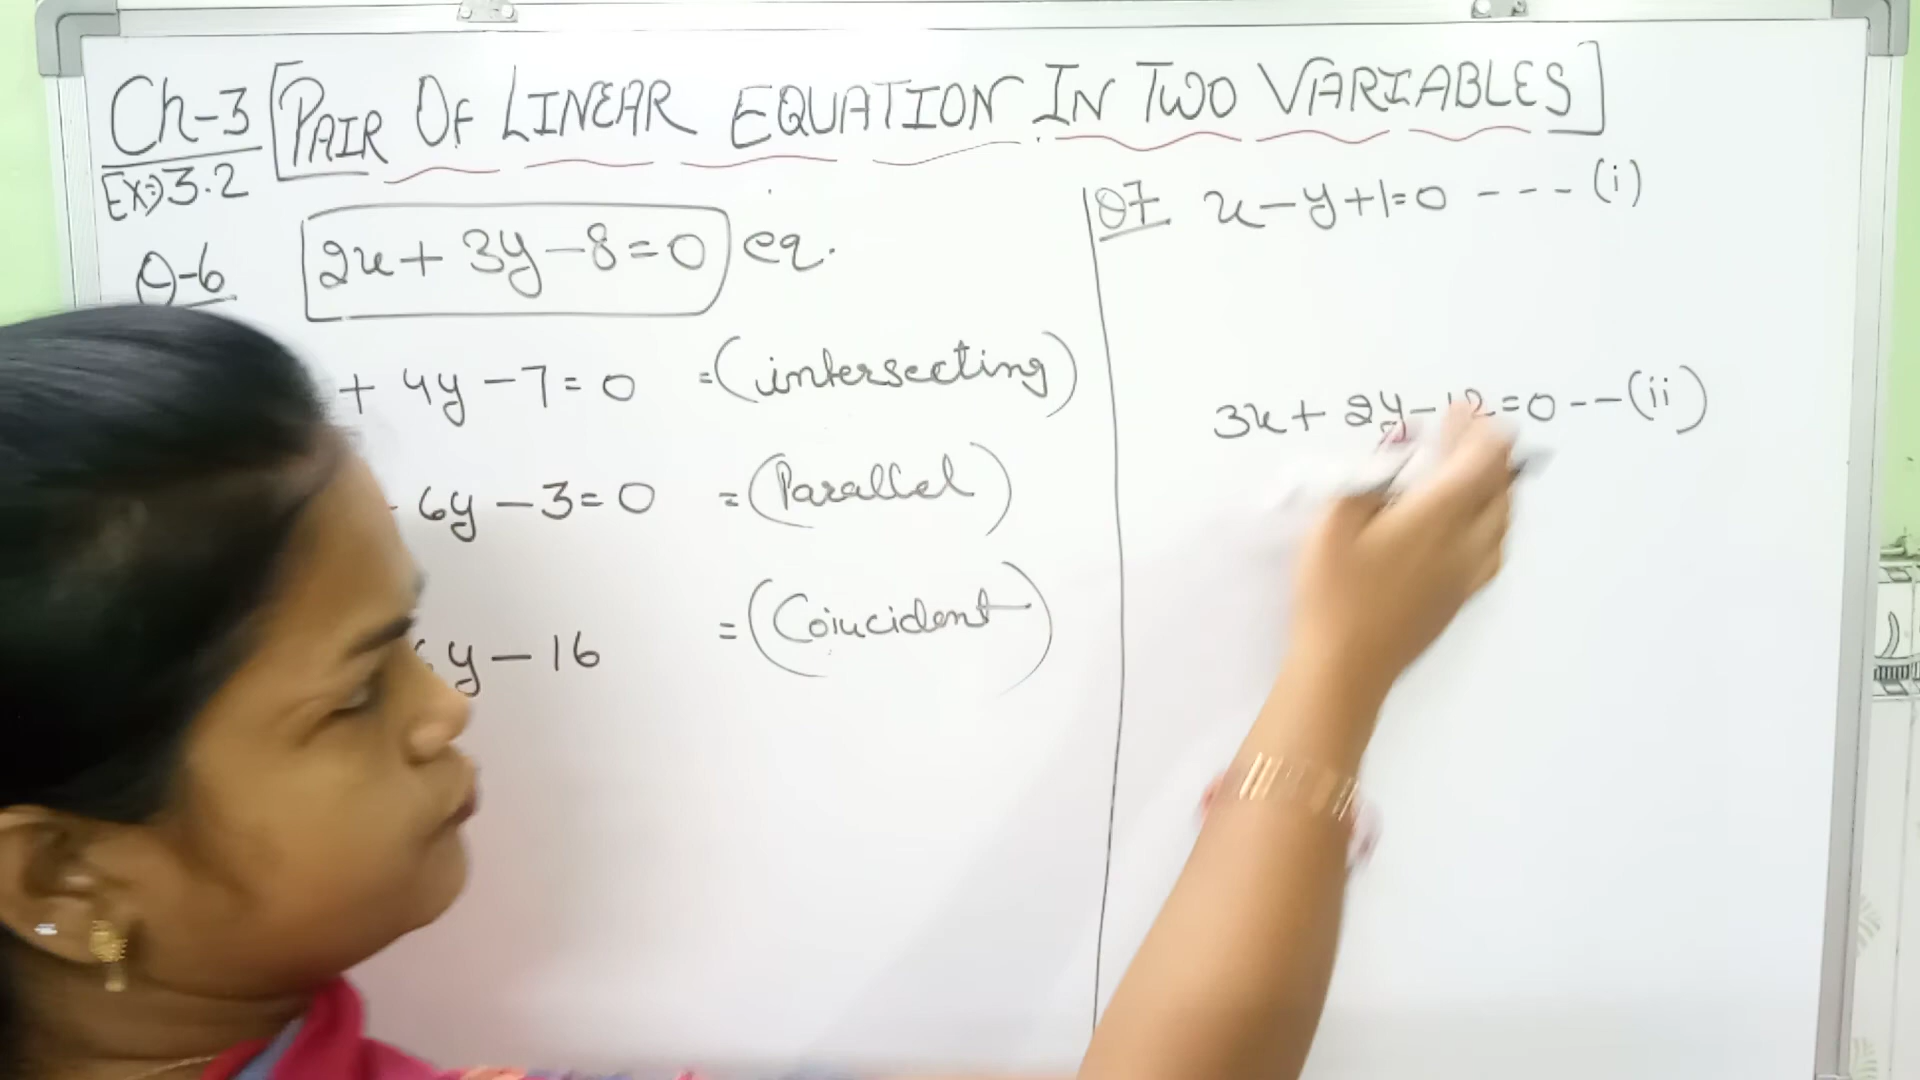 Ch-3 [PAIR OF LINEAR EQUATION IN TWO VARIABLES]
Ex⇒3.2
Q-6 2x + 3y - 8 = 0 eq.
+ 4y - 7 = 0 = (intersecting)
6y - 3 = 0 = (Parallel)
y - 16 = (Coincident)
Q7 x - y + 1 = 0 --- (i)
3x + 2y - 12 = 0 -- (ii)